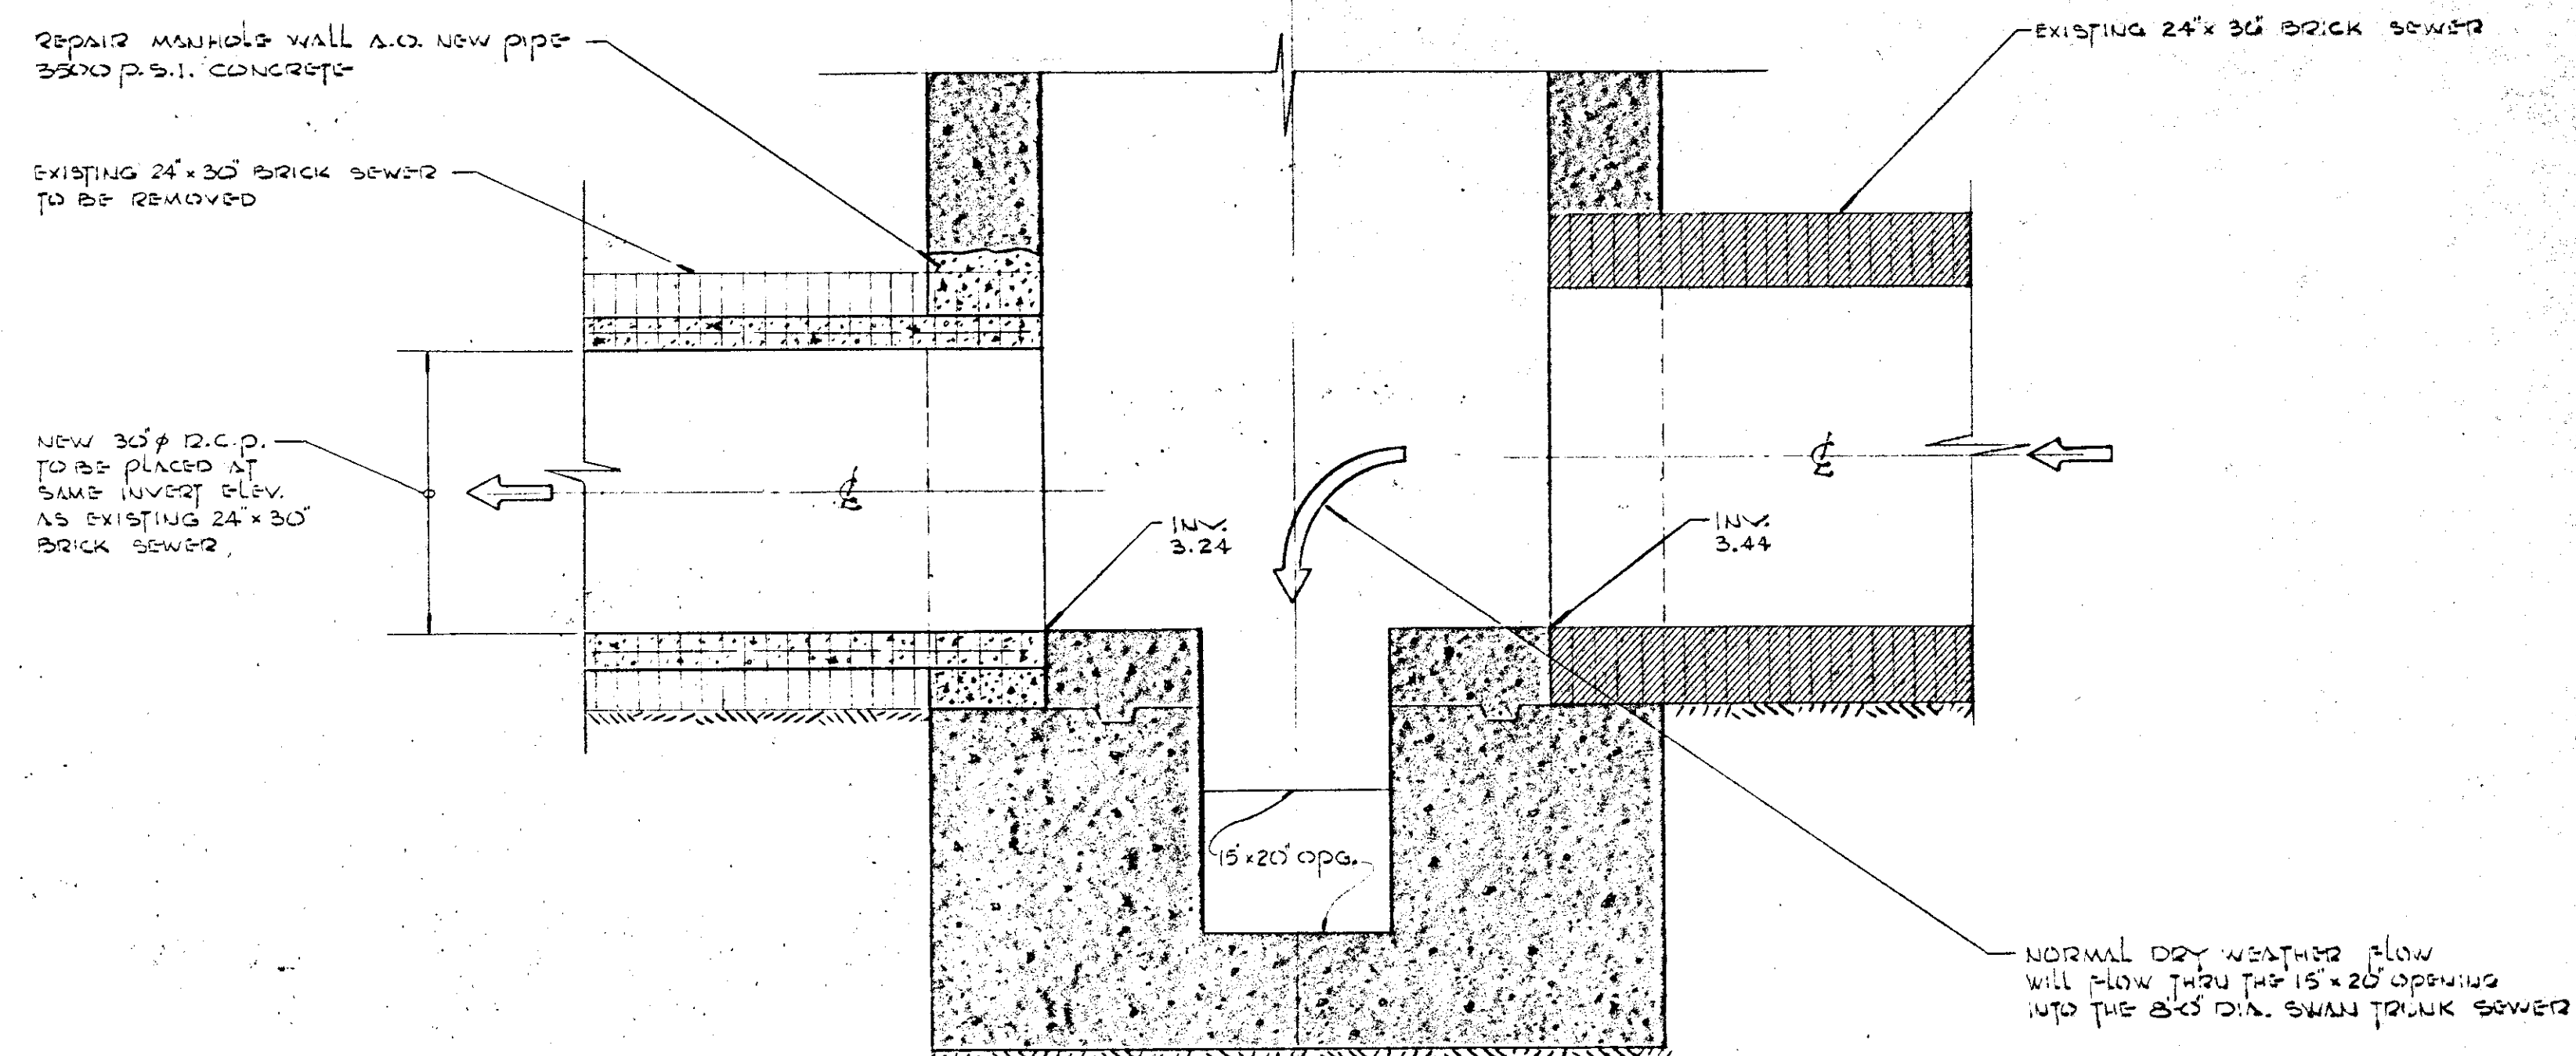 REPAIR MANHOLE WALL A.O. NEW PIPE
3500 P.S.I. CONCRETE
EXISTING 24"x 30" BRICK SEWER
EXISTING 24"x 30" BRICK SEWER
TO BE REMOVED
NEW 30"φ R.C.P.
TO BE PLACED AT
SAME INVERT ELEV.
AS EXISTING 24"x 30"
BRICK SEWER
℄
℄
INV.
3.24
INV.
3.44
15"x20" OPG.
NORMAL DRY WEATHER FLOW
WILL FLOW THRU THE 15"x 20" OPENING
INTO THE 8'-0" DIA. SWAN TRUNK SEWER